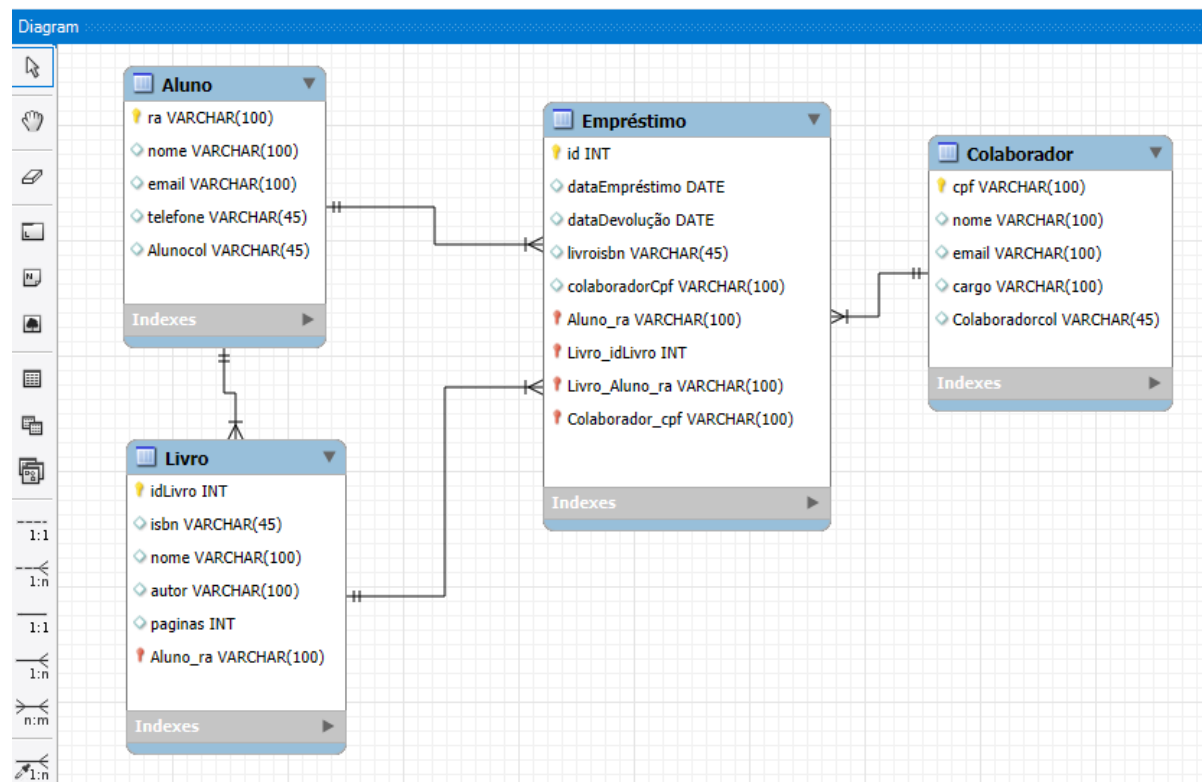 Diagram
Aluno
ra VARCHAR(100)
nome VARCHAR(100)
email VARCHAR(100)
telefone VARCHAR(45)
Alunocol VARCHAR(45)
Indexes
Empréstimo
id INT
dataEmpréstimo DATE
dataDevolução DATE
livroisbn VARCHAR(45)
colaboradorCpf VARCHAR(100)
Aluno_ra VARCHAR(100)
Livro_idLivro INT
Livro_Aluno_ra VARCHAR(100)
Colaborador_cpf VARCHAR(100)
Indexes
Colaborador
cpf VARCHAR(100)
nome VARCHAR(100)
email VARCHAR(100)
cargo VARCHAR(100)
Colaboradorcol VARCHAR(45)
Indexes
Livro
idLivro INT
isbn VARCHAR(45)
nome VARCHAR(100)
autor VARCHAR(100)
paginas INT
Aluno_ra VARCHAR(100)
Indexes
1:1
1:n
1:1
1:n
n:m
1:n